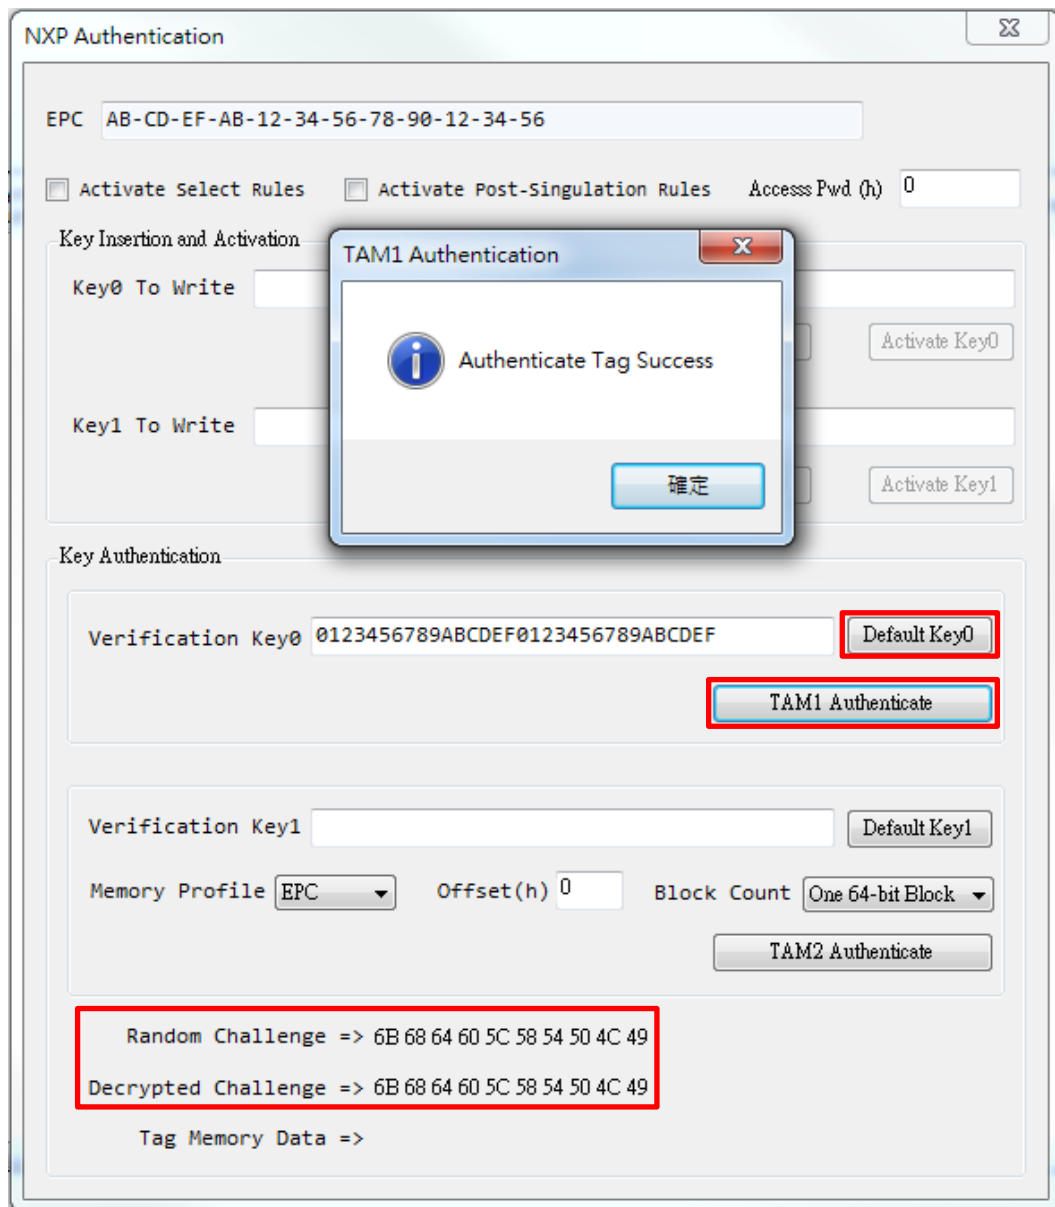 NXP Authentication
EPC AB-CD-EF-AB-12-34-56-78-90-12-34-56
Activate Select Rules Activate Post-Singulation Rules Accesss Pwd (h) 0
Key Insertion and Activation
TAM1 Authentication
Key0 To Write
Activate Key0
Authenticate Tag Success
Key1 To Write
確定
Activate Key1
Key Authentication
Verification Key0 0123456789ABCDEF0123456789ABCDEF Default Key0
TAM1 Authenticate
Verification Key1 Default Key1
Memory Profile EPC Offset(h) 0 Block Count One 64-bit Block
TAM2 Authenticate
Random Challenge => 6B 68 64 60 5C 58 54 50 4C 49
Decrypted Challenge => 6B 68 64 60 5C 58 54 50 4C 49
Tag Memory Data =>